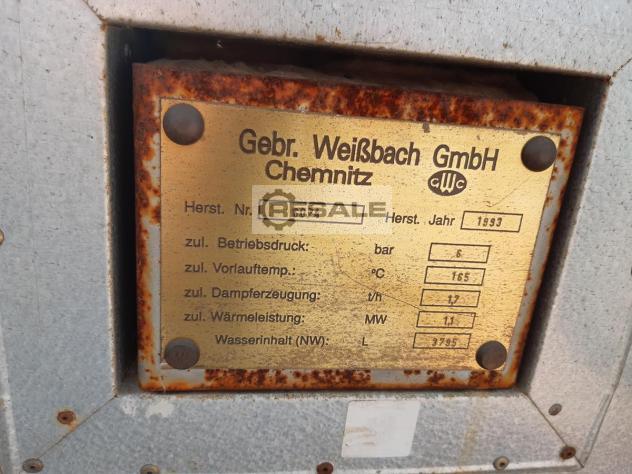 Gebr. Weißbach GmbH
Chemnitz GWC
Herst. Nr. Herst. Jahr 1993
RESALE
zul. Betriebsdruck: bar 6
zul. Vorlauftemp.: °C 165
zul. Dampferzeugung: t/h 1,7
zul. Wärmeleistung: MW 1,1
Wasserinhalt (NW): L 3795